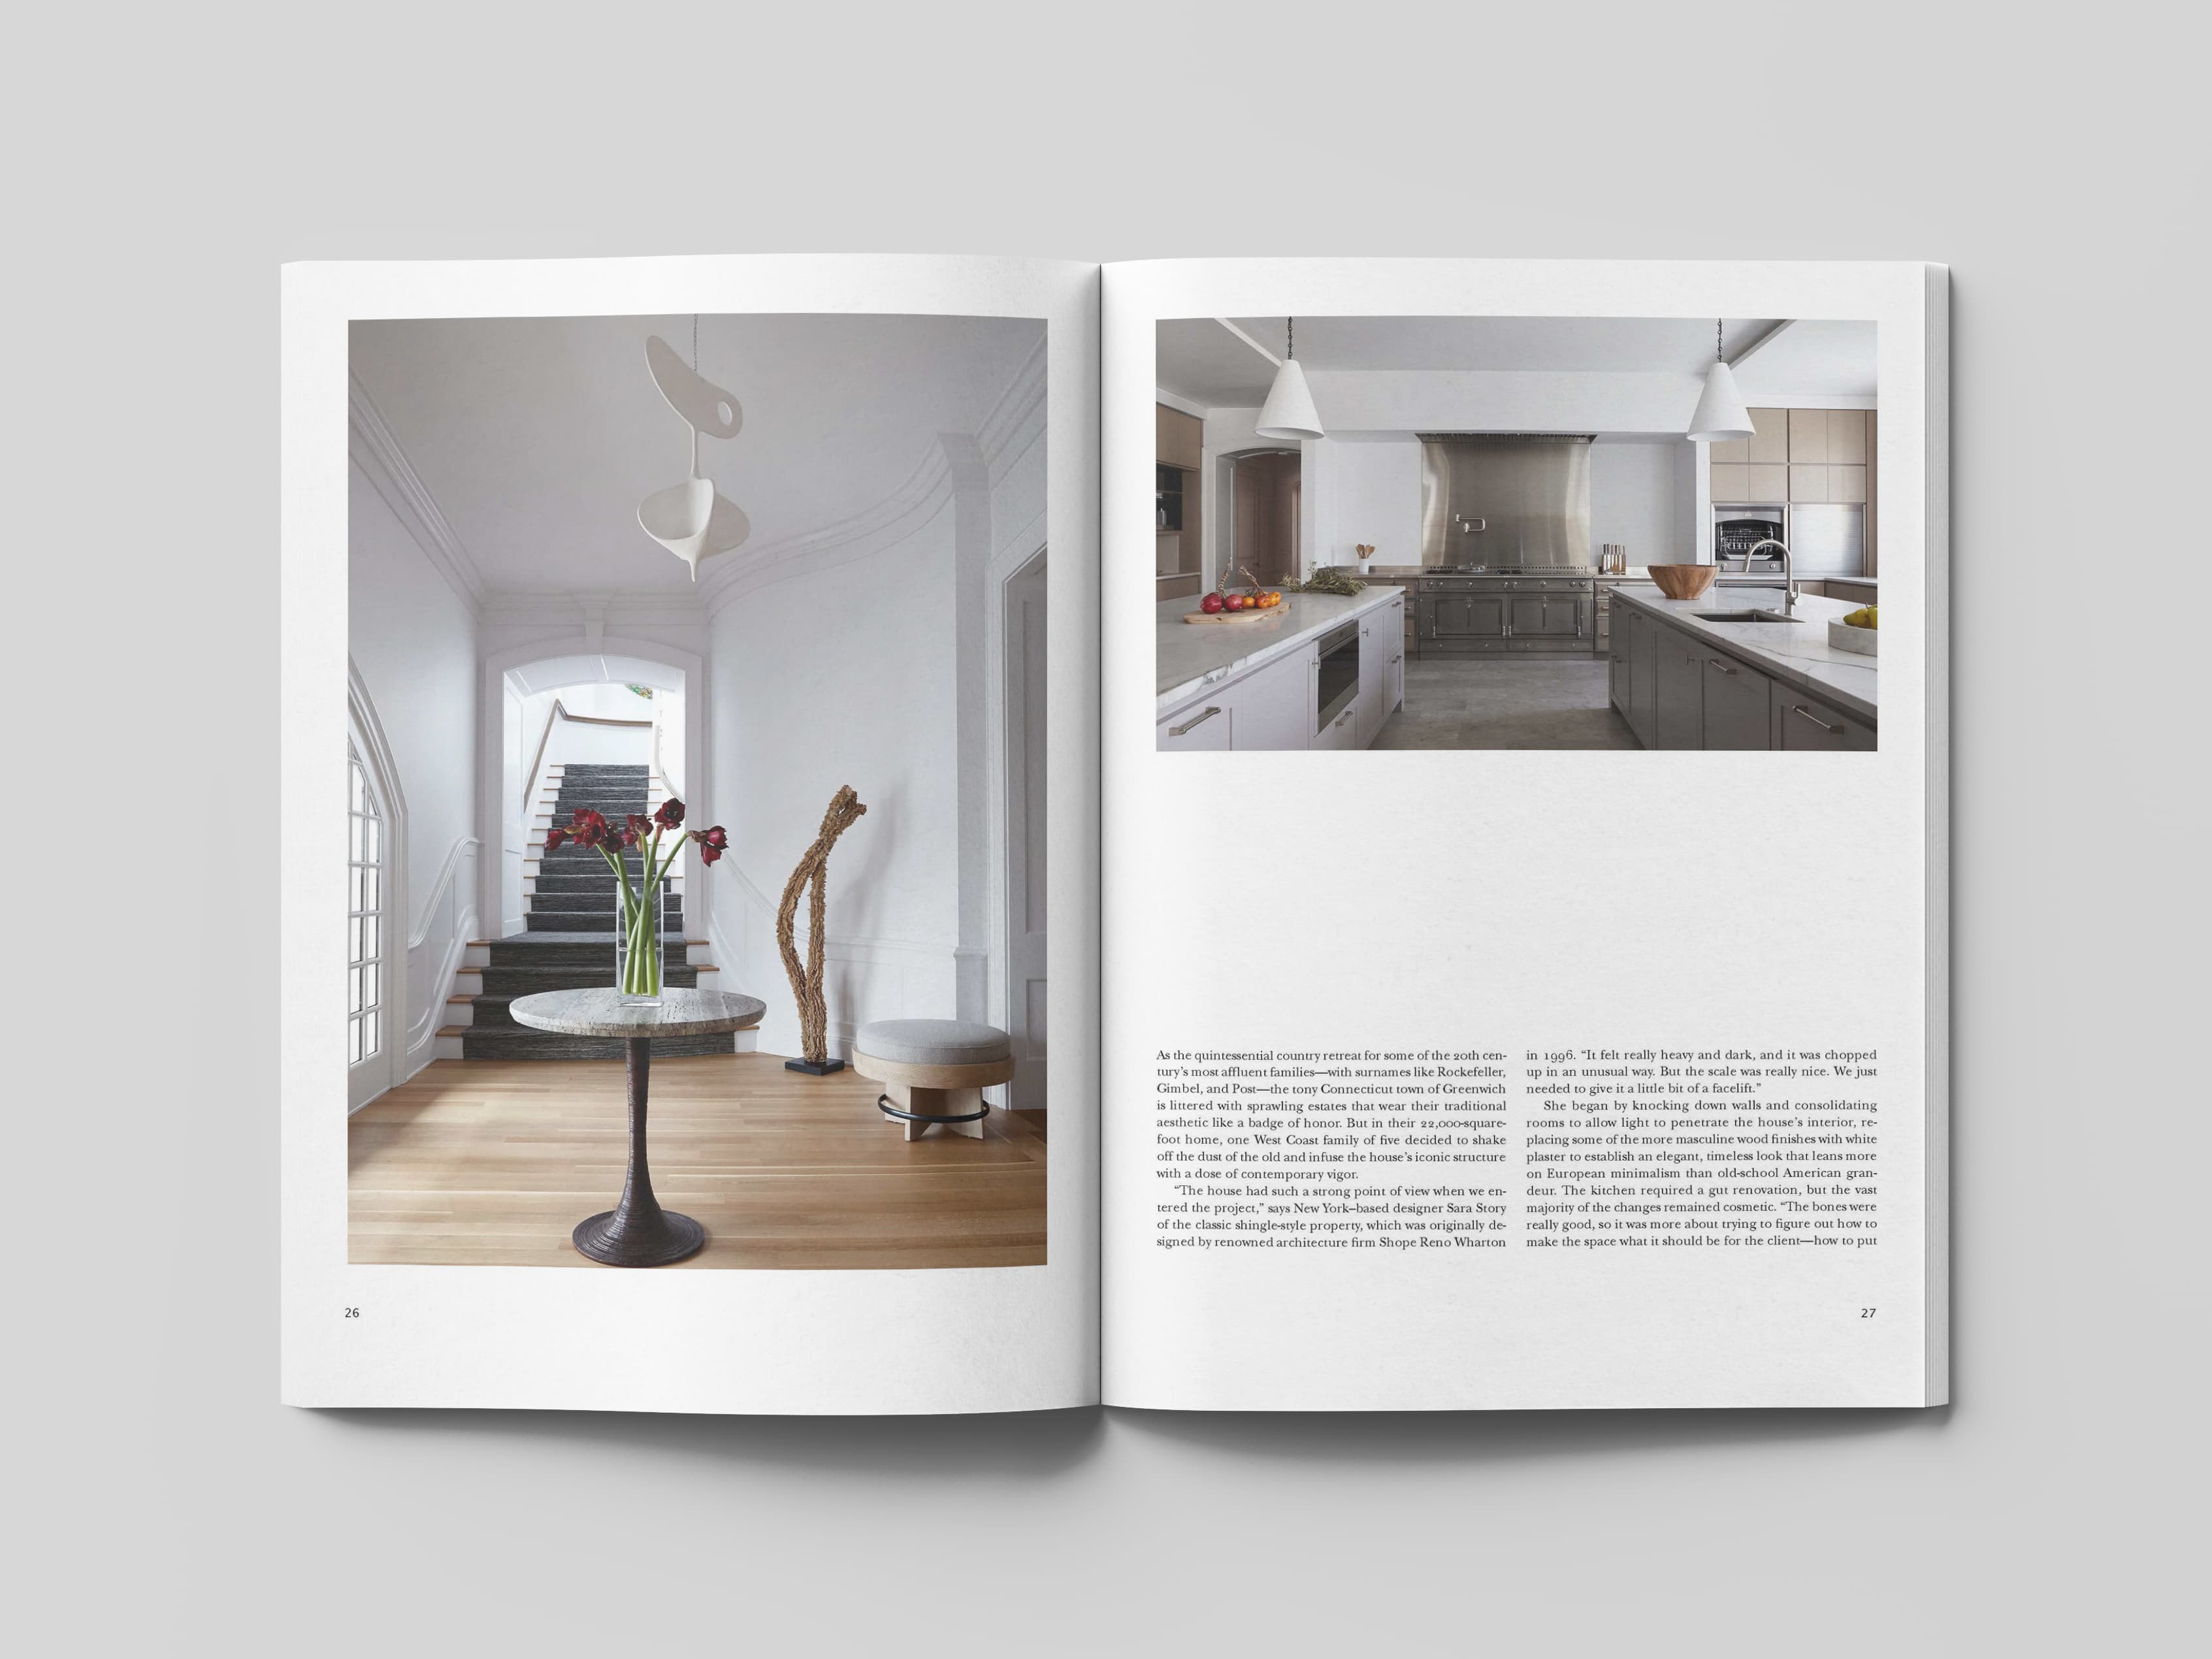 As the quintessential country retreat for some of the 20th cen-
tury's most affluent families—with surnames like Rockefeller,
Gimbel, and Post—the tony Connecticut town of Greenwich
is littered with sprawling estates that wear their traditional
aesthetic like a badge of honor. But in their 22,000-square-
foot home, one West Coast family of five decided to shake
off the dust of the old and infuse the house's iconic structure
with a dose of contemporary vigor.
“The house had such a strong point of view when we en-
tered the project,” says New York–based designer Sara Story
of the classic shingle-style property, which was originally de-
signed by renowned architecture firm Shope Reno Wharton
in 1996. “It felt really heavy and dark, and it was chopped
up in an unusual way. But the scale was really nice. We just
needed to give it a little bit of a facelift.”
She began by knocking down walls and consolidating
rooms to allow light to penetrate the house's interior, re-
placing some of the more masculine wood finishes with white
plaster to establish an elegant, timeless look that leans more
on European minimalism than old-school American gran-
deur. The kitchen required a gut renovation, but the vast
majority of the changes remained cosmetic. “The bones were
really good, so it was more about trying to figure out how to
make the space what it should be for the client—how to put
26
27